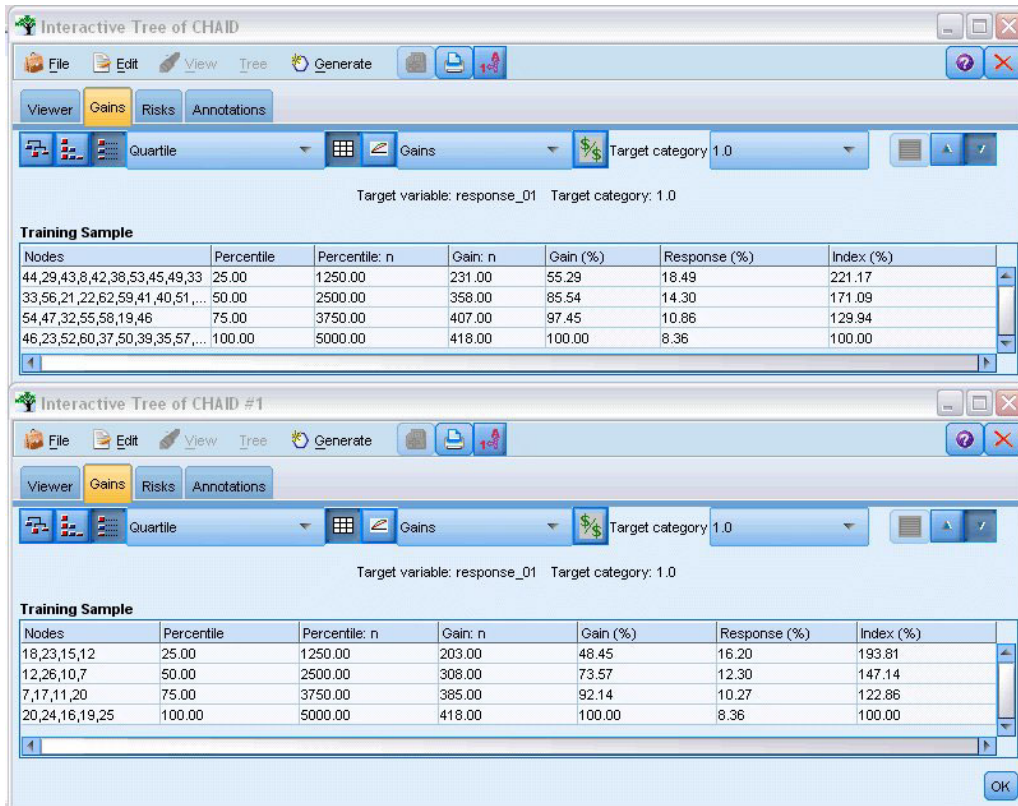 Interactive Tree of CHAID
File Edit View Tree Generate
Viewer Gains Risks Annotations
Quartile Gains Target category 1.0
Target variable: response_01 Target category: 1.0
Training Sample
Nodes Percentile Percentile: n Gain: n Gain (%) Response (%) Index (%)
44,29,43,8,42,38,53,45,49,33 25.00 1250.00 231.00 55.29 18.49 221.17
33,56,21,22,62,59,41,40,51,... 50.00 2500.00 358.00 85.54 14.30 171.09
54,47,32,55,58,19,46 75.00 3750.00 407.00 97.45 10.86 129.94
46,23,52,60,37,50,39,35,57,... 100.00 5000.00 418.00 100.00 8.36 100.00
Interactive Tree of CHAID #1
File Edit View Tree Generate
Viewer Gains Risks Annotations
Quartile Gains Target category 1.0
Target variable: response_01 Target category: 1.0
Training Sample
Nodes Percentile Percentile: n Gain: n Gain (%) Response (%) Index (%)
18,23,15,12 25.00 1250.00 203.00 48.45 16.20 193.81
12,26,10,7 50.00 2500.00 308.00 73.57 12.30 147.14
7,17,11,20 75.00 3750.00 385.00 92.14 10.27 122.86
20,24,16,19,25 100.00 5000.00 418.00 100.00 8.36 100.00
OK